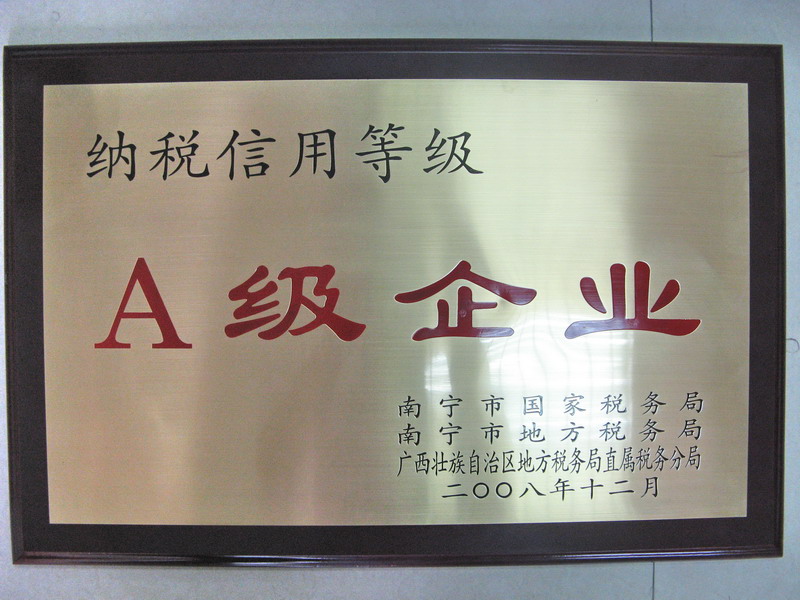 纳税信用等级
A级企业
南宁市国家税务局
南宁市地方税务局
广西壮族自治区地方税务局直属税务分局
二〇〇八年十二月